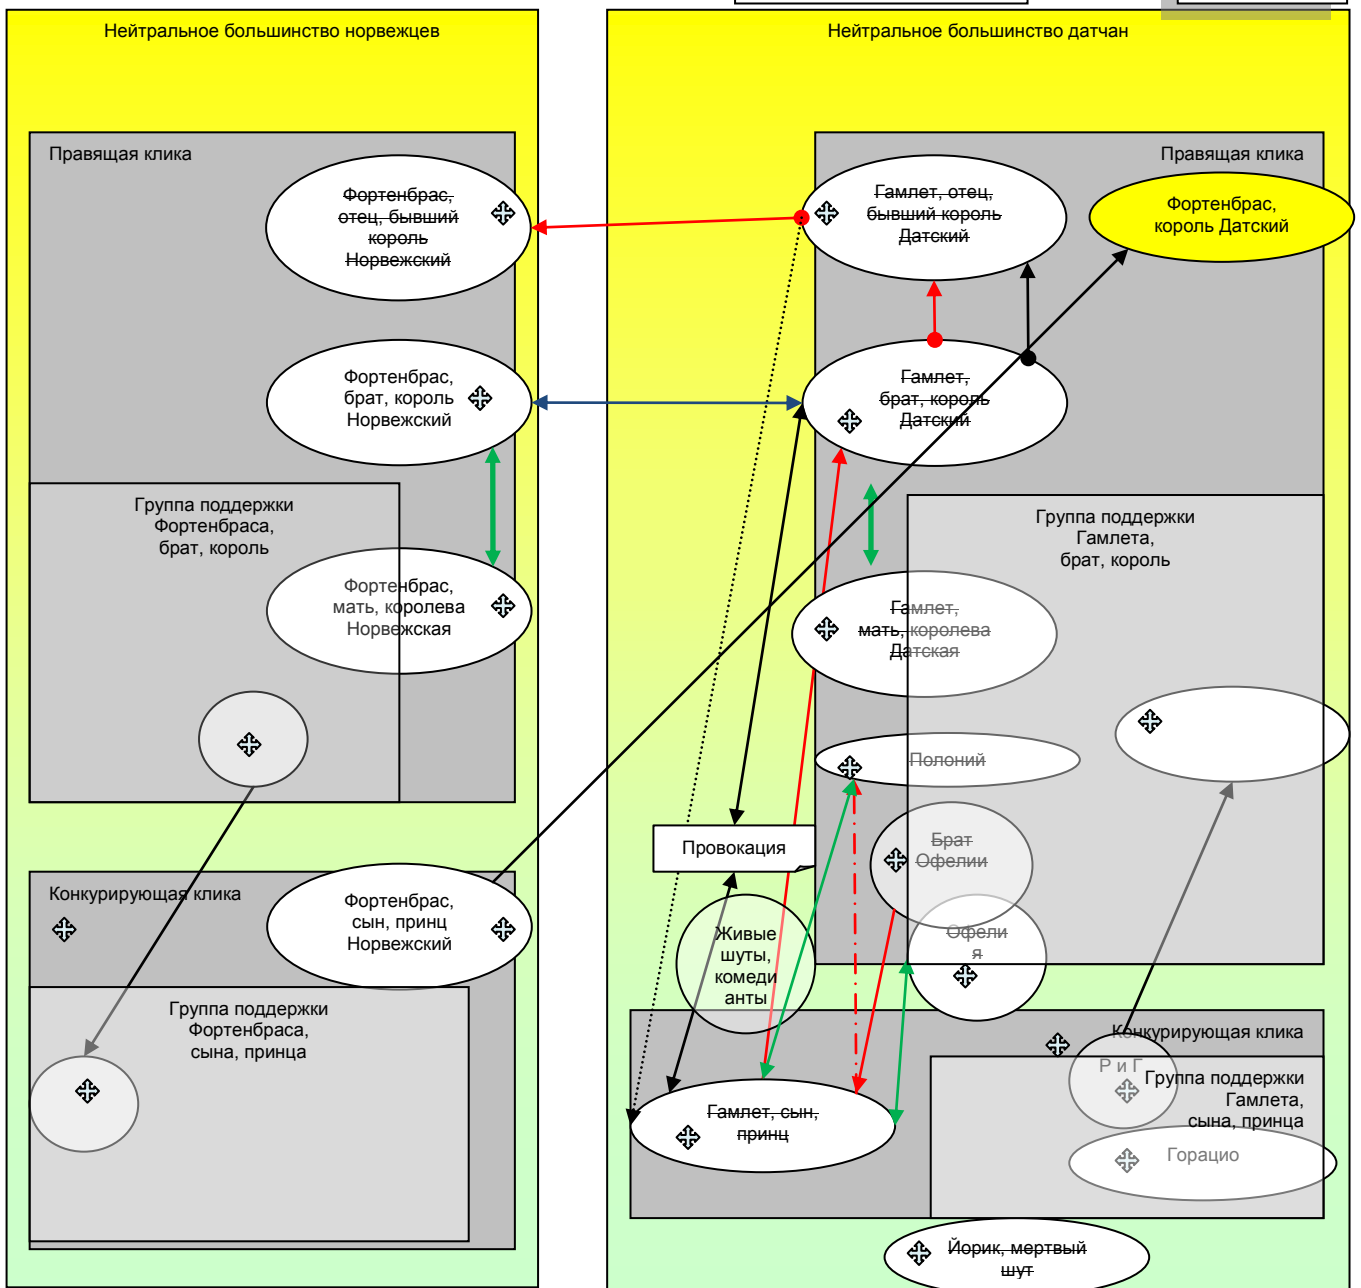 Нейтральное большинство норвежцев
Правящая клика
Фортенбрас,
отец, бывший
король
Норвежский
Фортенбрас,
брат, король
Норвежский
Группа поддержки
Фортенбраса,
брат, король
Фортенбрас,
мать, королева
Норвежская
Конкурирующая клика
Фортенбрас,
сын, принц
Норвежский
Группа поддержки
Фортенбраса,
сына, принца
Нейтральное большинство датчан
Правящая клика
Гамлет, отец,
бывший король
Датский
Фортенбрас,
король Датский
Гамлет,
брат, король
Датский
Группа поддержки
Гамлета,
брат, король
Гамлет,
мать, королева
Датская
Полоний
Провокация
Брат
Офелии
Живые
шуты,
комеди
анты
Офели
я
Конкурирующая клика
Р и Г
Группа поддержки
Гамлета,
сына, принца
Гамлет, сын,
принц
Горацио
Йорик, мертвый
шут